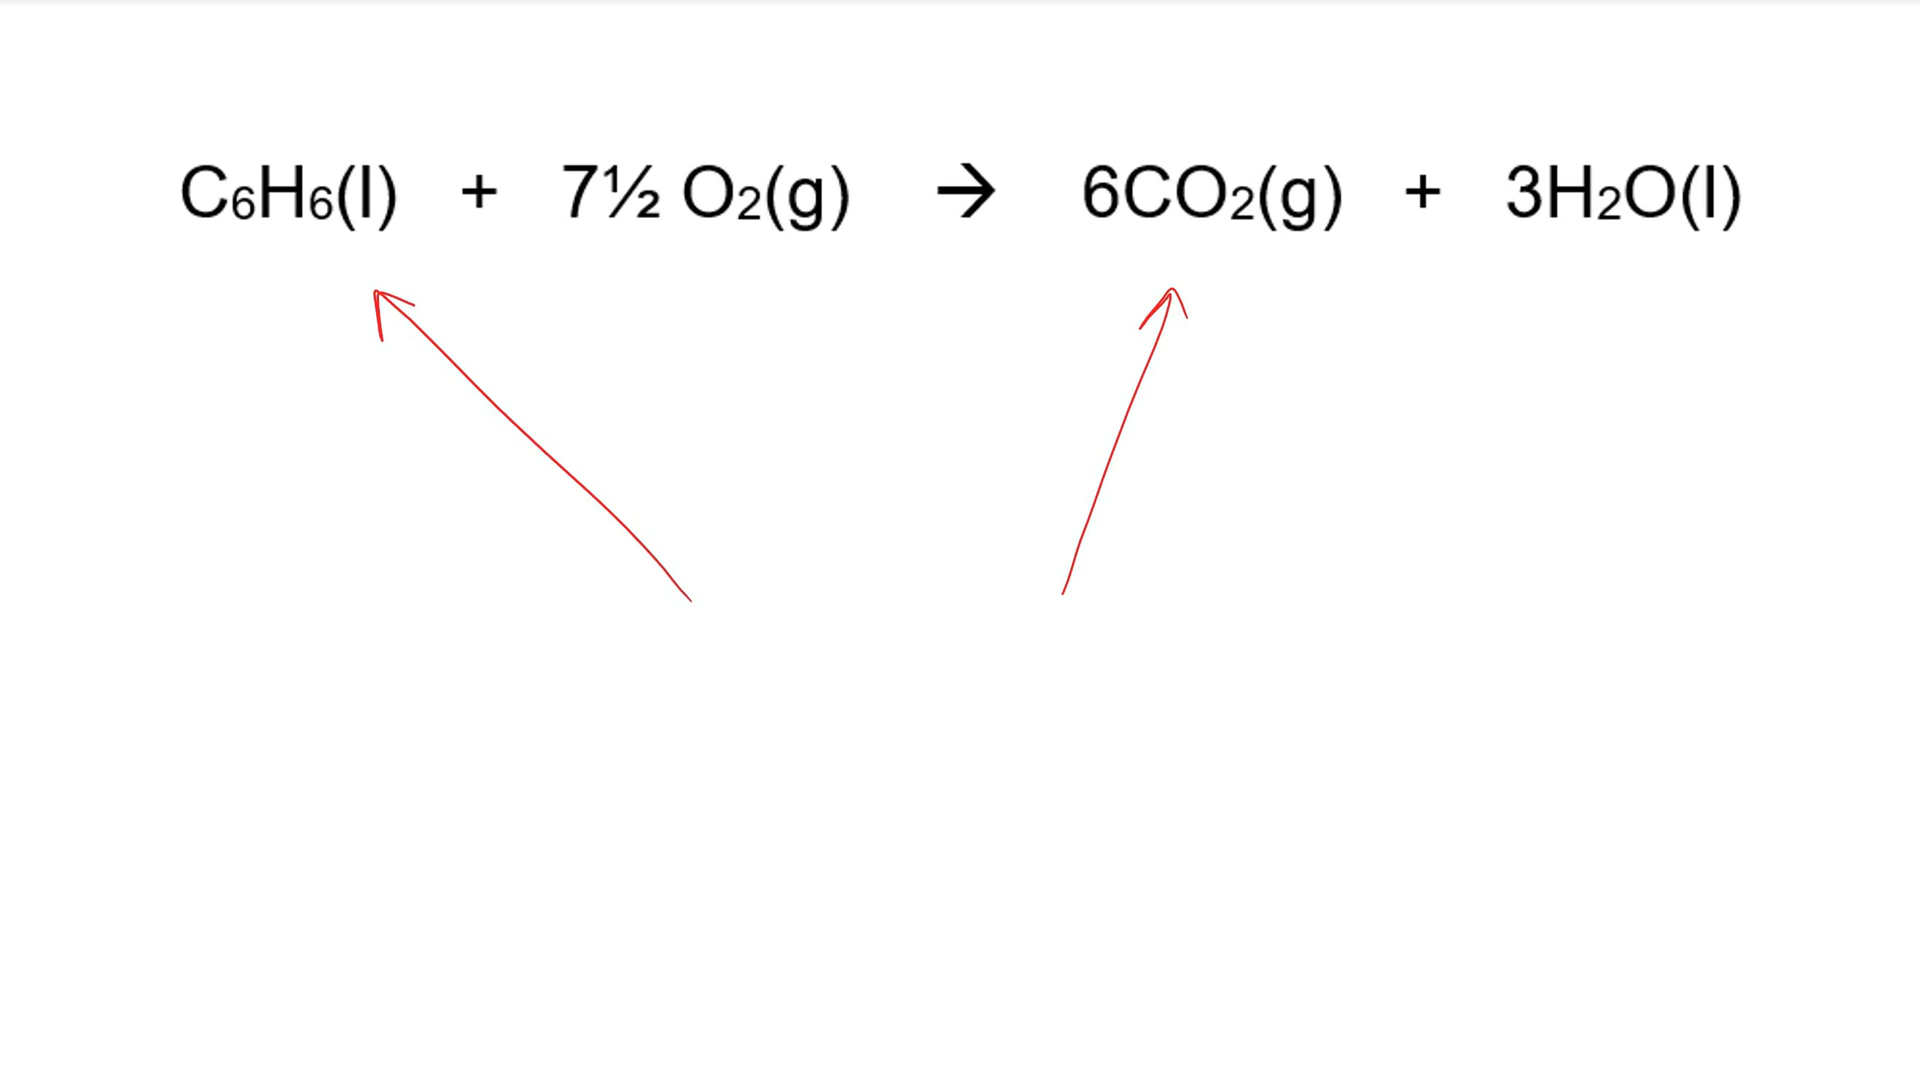 C₆H₆(l) + 7½ O₂(g) → 6CO₂(g) + 3H₂O(l)